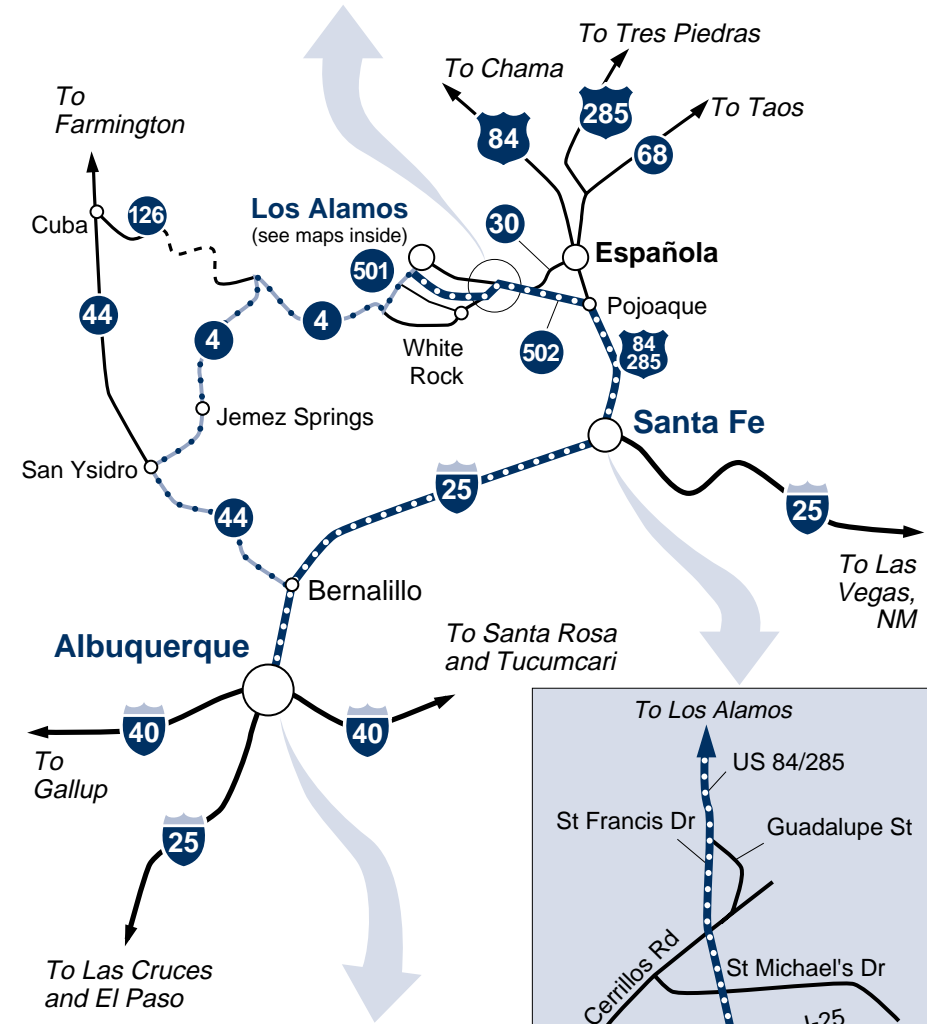 To Tres Piedras
To Chama
285
To
Farmington
84
To Taos
68
Cuba
126
Los Alamos
(see maps inside)
30
Española
501
44
4
4
Pojoaque
White
Rock
502
84
285
Jemez Springs
Santa Fe
San Ysidro
25
44
25
To Las
Vegas,
NM
Bernalillo
Albuquerque
To Santa Rosa
and Tucumcari
40
40
To
Gallup
25
To Las Cruces
and El Paso
To Los Alamos
US 84/285
St Francis Dr
Guadalupe St
Cerrillos Rd
St Michael's Dr
I-25